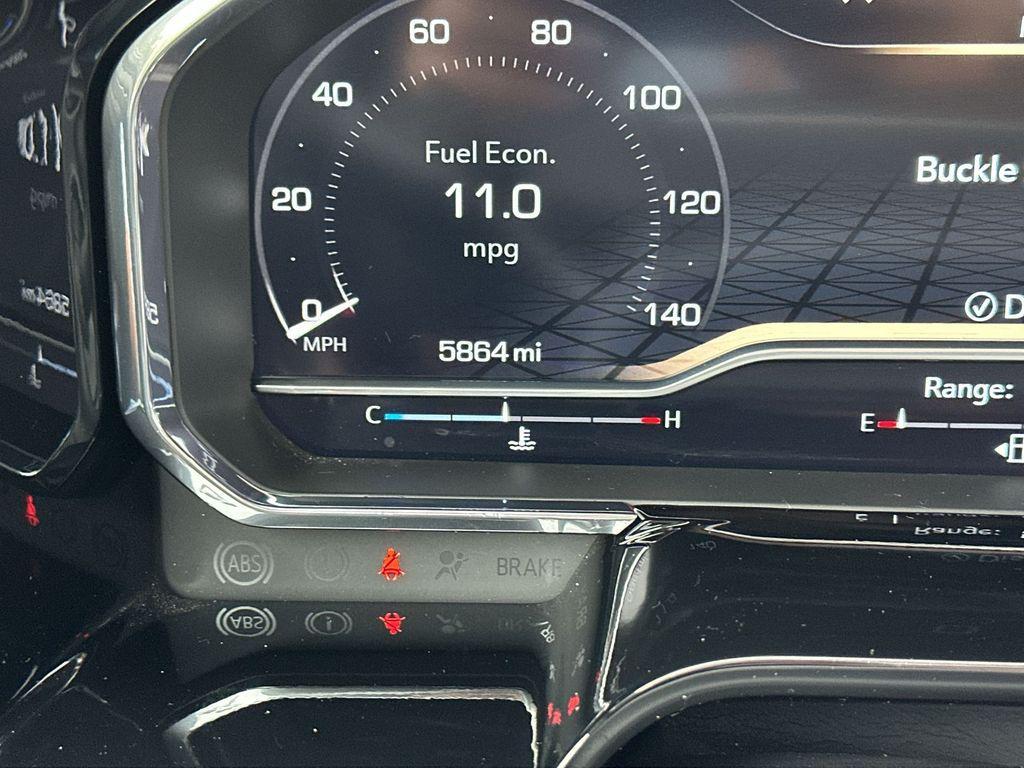 60 80
40 100
Fuel Econ.
20 11.0 120
mpg
0 140
MPH
5864 mi
Buckle
D
Range:
C H E
ABS BRAKE